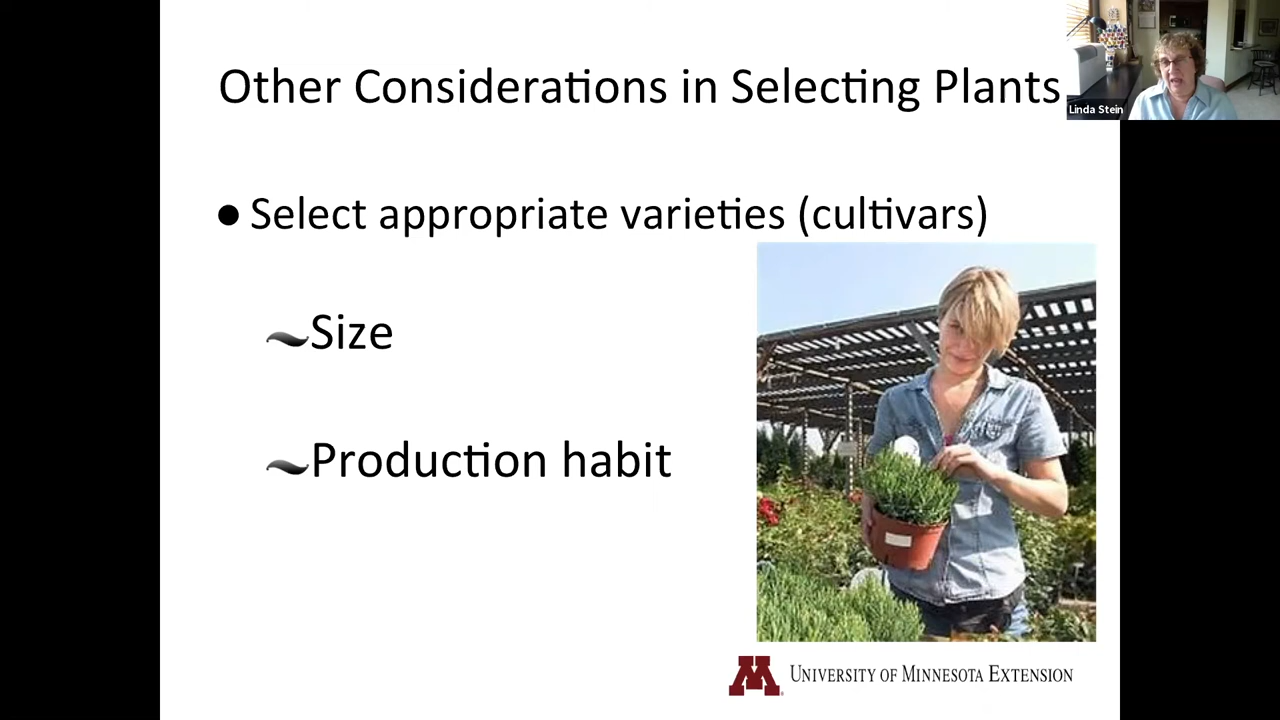 Other Considerations in Selecting Plants
Linda Stein
● Select appropriate varieties (cultivars)
Size
Production habit
M
UNIVERSITY OF MINNESOTA EXTENSION